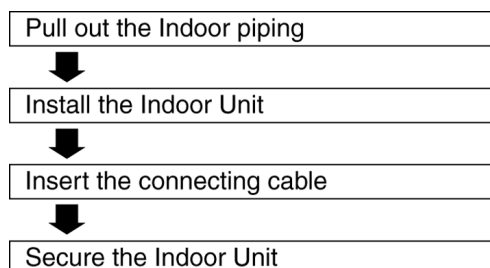 Pull out the Indoor piping
Install the Indoor Unit
Insert the connecting cable
Secure the Indoor Unit